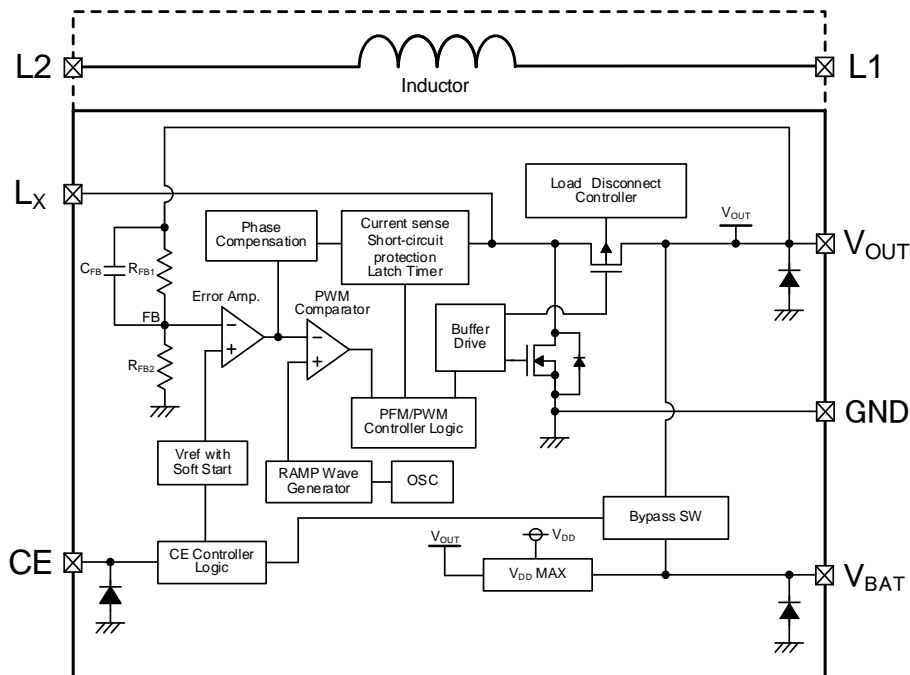 L2
L1
Inductor
LX
Load Disconnect
Controller
VOUT
VOUT
Phase
Compensation
Current sense
Short-circuit
protection
Latch Timer
CFB
RFB1
Error Amp.
PWM
Comparator
FB
Buffer
Drive
RFB2
PFM/PWM
Controller Logic
GND
Vref with
Soft Start
RAMP Wave
Generator
OSC
Bypass SW
CE
CE Controller
Logic
VOUT
VDD
VDD MAX
VBAT